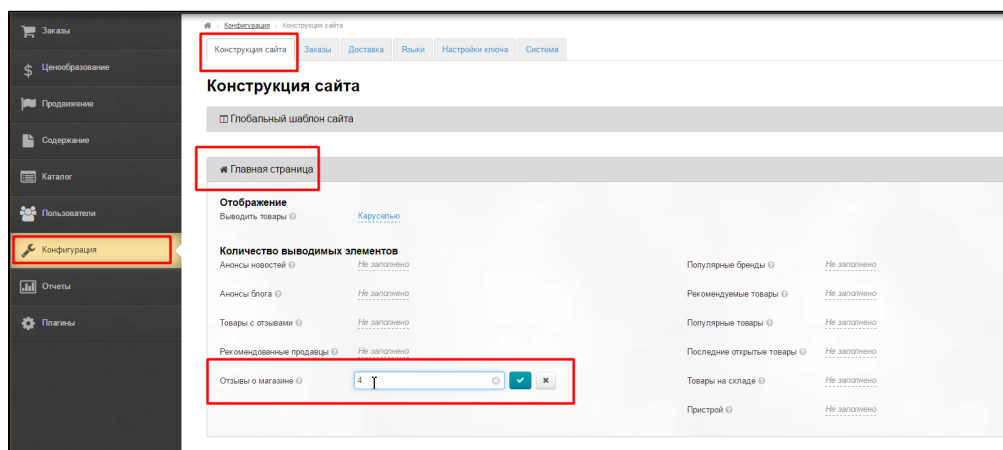 Заказы
Ценообразование
Продвижение
Содержание
Каталог
Пользователи
Конфигурация
Отчеты
Плагины
Конфигурация Конструкция сайта
Конструкция сайта Заказы Доставка Языки Настройки ключа Система
Конструкция сайта
Глобальный шаблон сайта
Главная страница
Отображение
Выводить товары Каруселью
Количество выводимых элементов
Анонсы новостей Не заполнено Популярные бренды Не заполнено
Анонсы блога Не заполнено Рекомендуемые товары Не заполнено
Товары с отзывами Не заполнено Популярные товары Не заполнено
Рекомендованные продавцы Не заполнено Последние открытые товары Не заполнено
Отзывы о магазине 4 Товары на складе Не заполнено
Пристрой Не заполнено